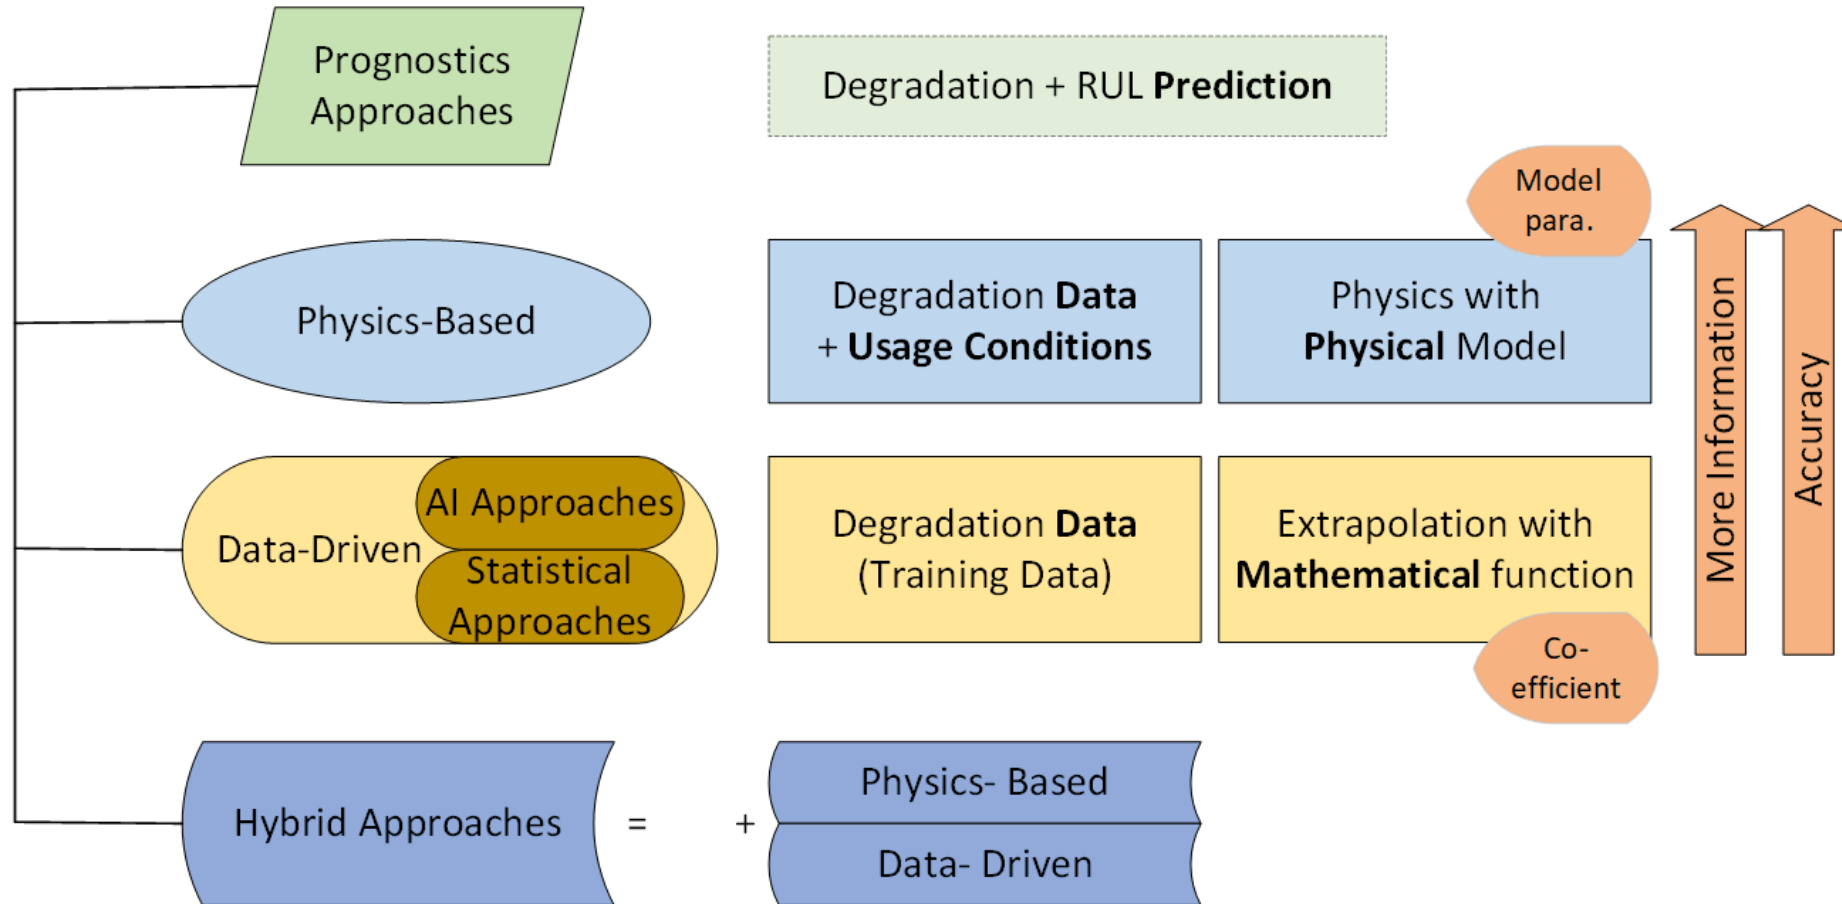 Prognostics
Approaches
Degradation + RUL Prediction
Model
para.
Physics-Based
Degradation Data
+ Usage Conditions
Physics with
Physical Model
More Information
Accuracy
Data-Driven
AI Approaches
Statistical
Approaches
Degradation Data
(Training Data)
Extrapolation with
Mathematical function
Co-
efficient
Hybrid Approaches
=
+
Physics- Based
Data- Driven